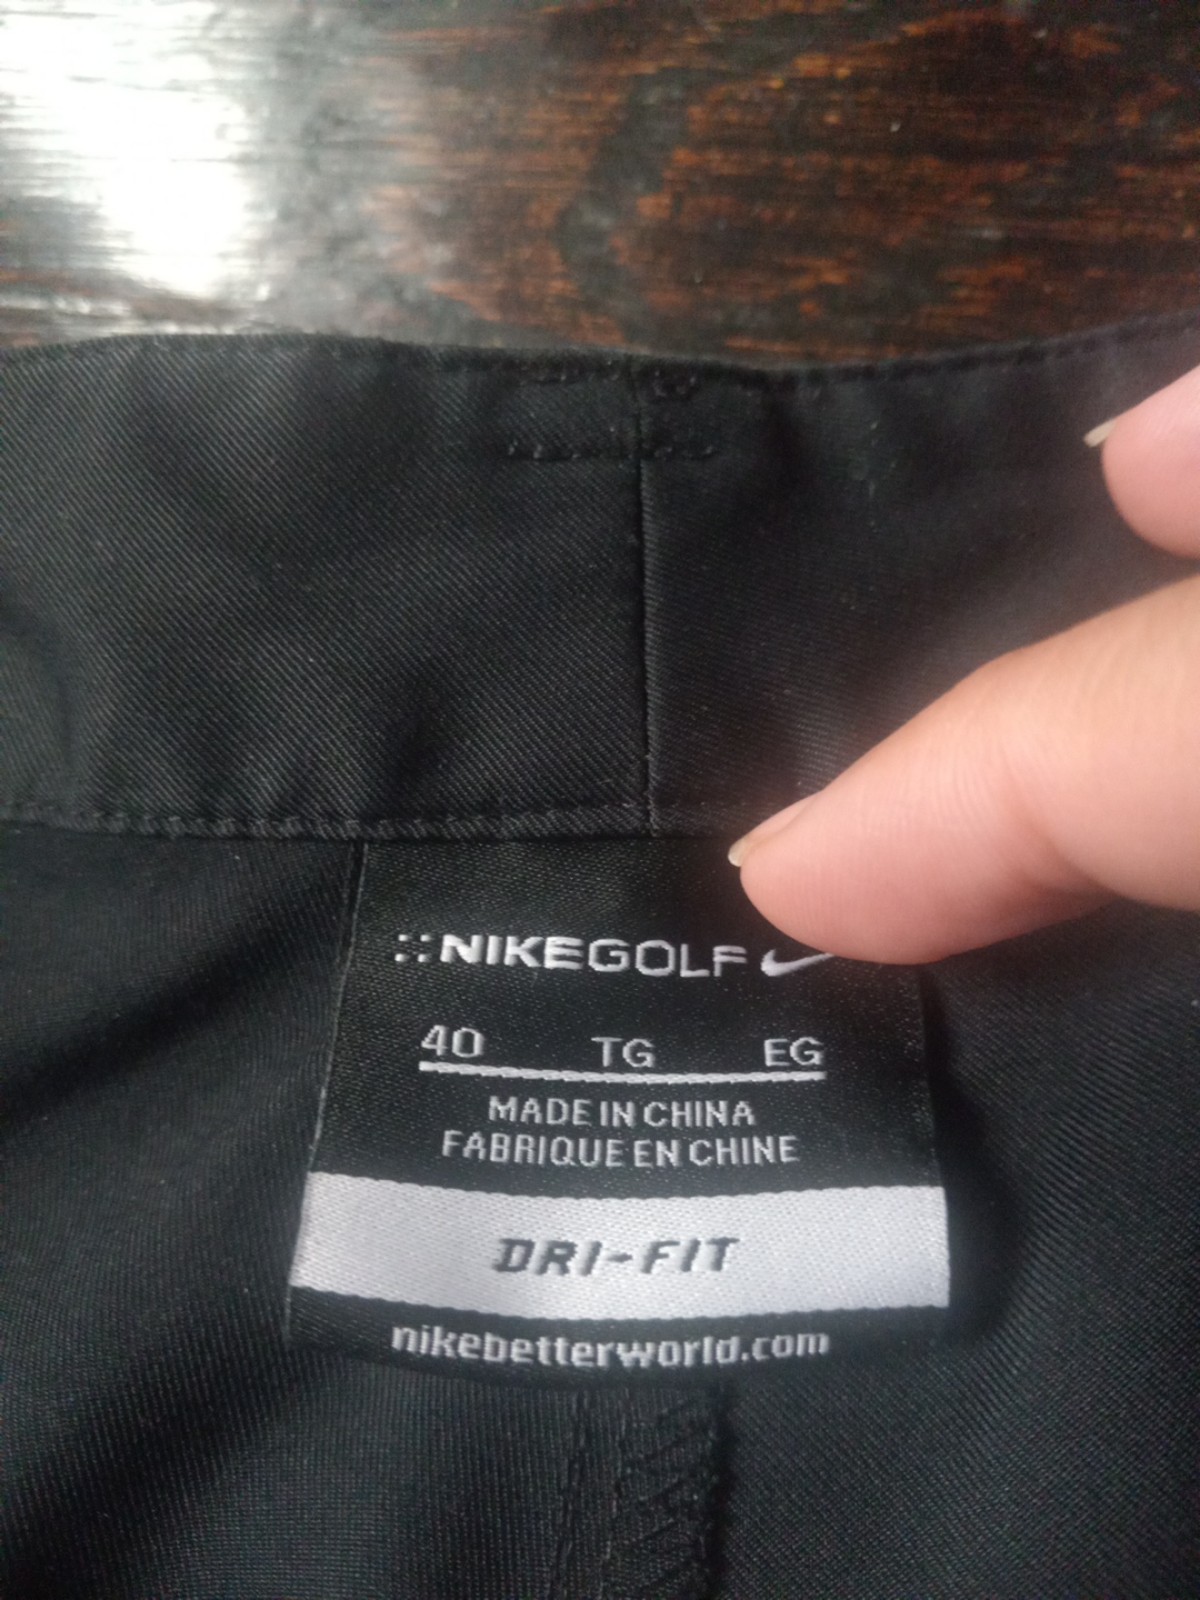 NIKEGOLF
40 TG EG
MADE IN CHINA
FABRIQUE EN CHINE
DRI-FIT
nikebetterworld.com